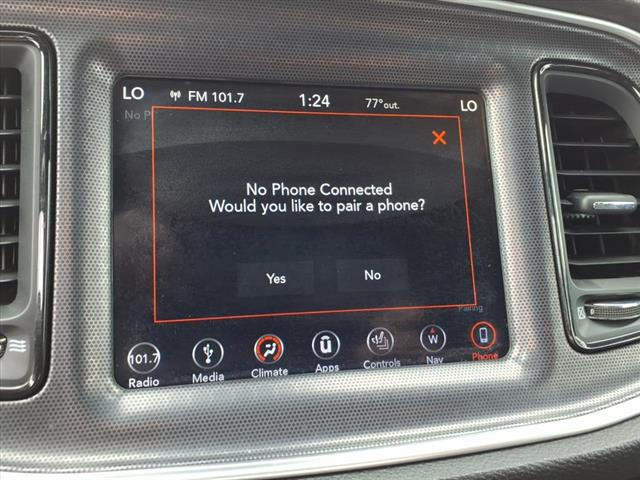 LO FM 101.7 1:24 77° out. LO
No P
No Phone Connected
Would you like to pair a phone?
Yes No
Pairing
101.7 W
Radio Media Climate Apps Controls Nav Phone